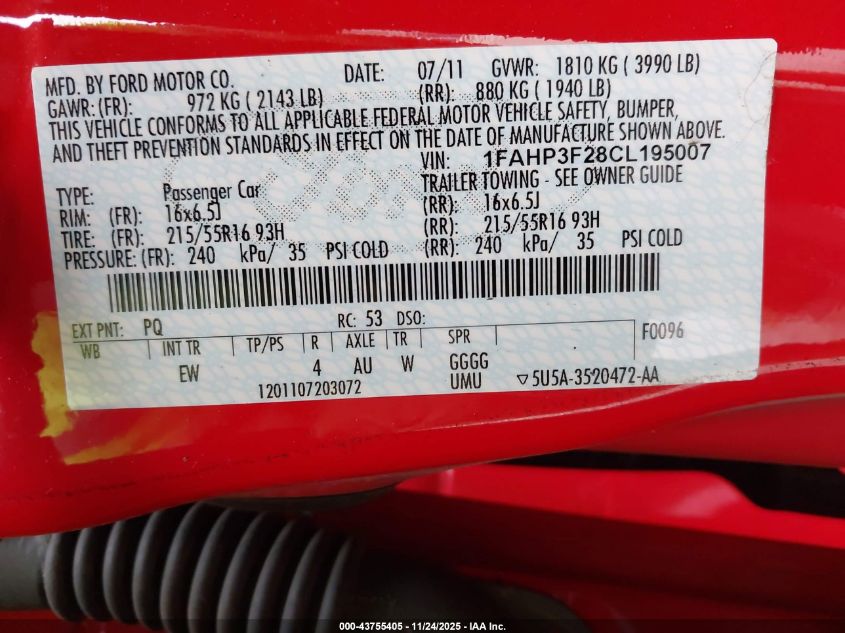 MFD. BY FORD MOTOR CO. DATE: 07/11 GVWR: 1810 KG ( 3990 LB)
GAWR: (FR): 972 KG ( 2143 LB) (RR): 880 KG ( 1940 LB)
THIS VEHICLE CONFORMS TO ALL APPLICABLE FEDERAL MOTOR VEHICLE SAFETY, BUMPER,
AND THEFT PREVENTION STANDARDS IN EFFECT ON THE DATE OF MANUFACTURE SHOWN ABOVE.
VIN: 1FAHP3F28CL195007
TYPE: Passenger Car TRAILER TOWING - SEE OWNER GUIDE
RIM: (FR): 16x6.5J (RR): 16x6.5J
TIRE: (FR): 215/55R16 93H (RR): 215/55R16 93H
PRESSURE: (FR): 240 kPa/ 35 PSI COLD (RR): 240 kPa/ 35 PSI COLD
EXT PNT: PQ RC: 53 DSO: F0096
WB INT TR TP/PS R AXLE TR SPR
EW 4 AU W GGGG
1201107203072 UMU ▽5U5A-3520472-AA
000-43755405 - 11/24/2025 - IAA Inc.